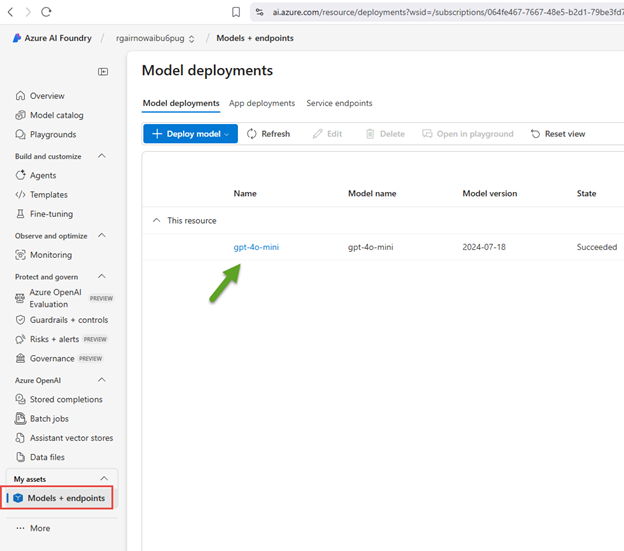 ai.azure.com/resource/deployments?wsid=/subscriptions/064fe467-7667-48e5-b2d1-79be3fd7
Azure AI Foundry / rgairnowaibu6pug / Models + endpoints
Model deployments
Model deployments App deployments Service endpoints
Deploy model Refresh Edit Delete Open in playground Reset view
Name Model name Model version State
This resource
gpt-4o-mini gpt-4o-mini 2024-07-18 Succeeded
Overview
Model catalog
Playgrounds
Build and customize
Agents
Templates
Fine-tuning
Observe and optimize
Monitoring
Protect and govern
Azure OpenAI
Evaluation PREVIEW
Guardrails + controls
Risks + alerts PREVIEW
Governance PREVIEW
Azure OpenAI
Stored completions
Batch jobs
Assistant vector stores
Data files
My assets
Models + endpoints
More